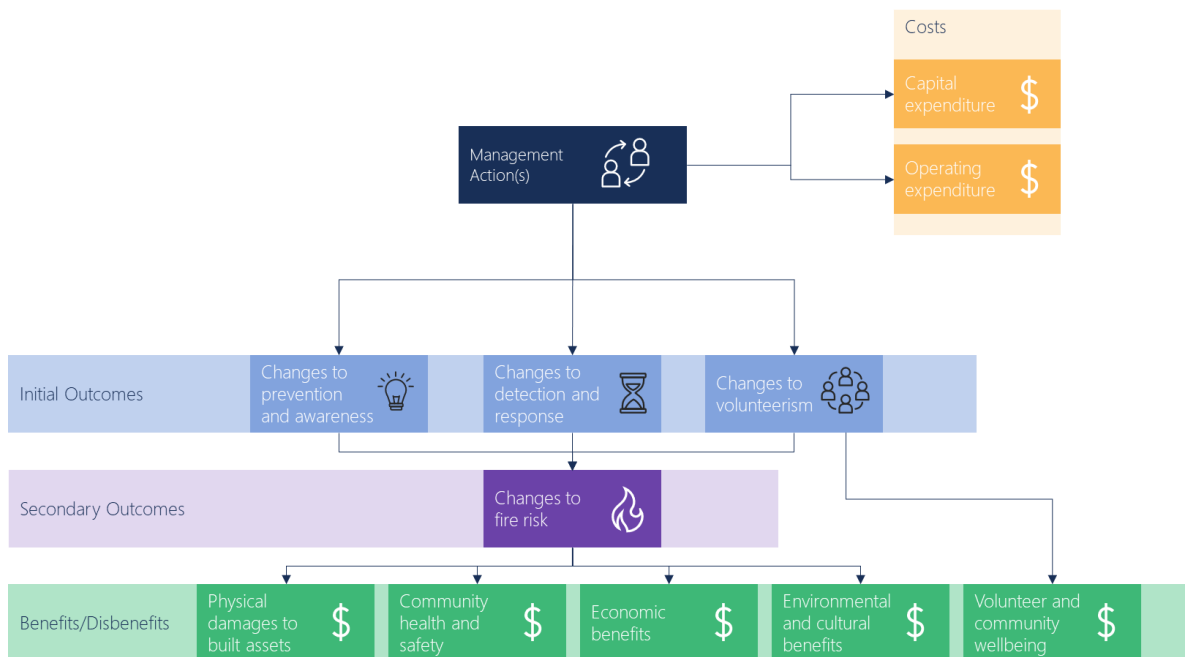 Costs
Capital
expenditure
$
Management
Action(s)
Operating
expenditure
$
Initial Outcomes
Changes to
prevention
and awareness
Changes to
detection and
response
Changes to
volunteerism
Secondary Outcomes
Changes to
fire risk
Benefits/Disbenefits
Physical
damages to
built assets
$
Community
health and
safety
$
Economic
benefits
$
Environmental
and cultural
benefits
$
Volunteer and
community
wellbeing
$